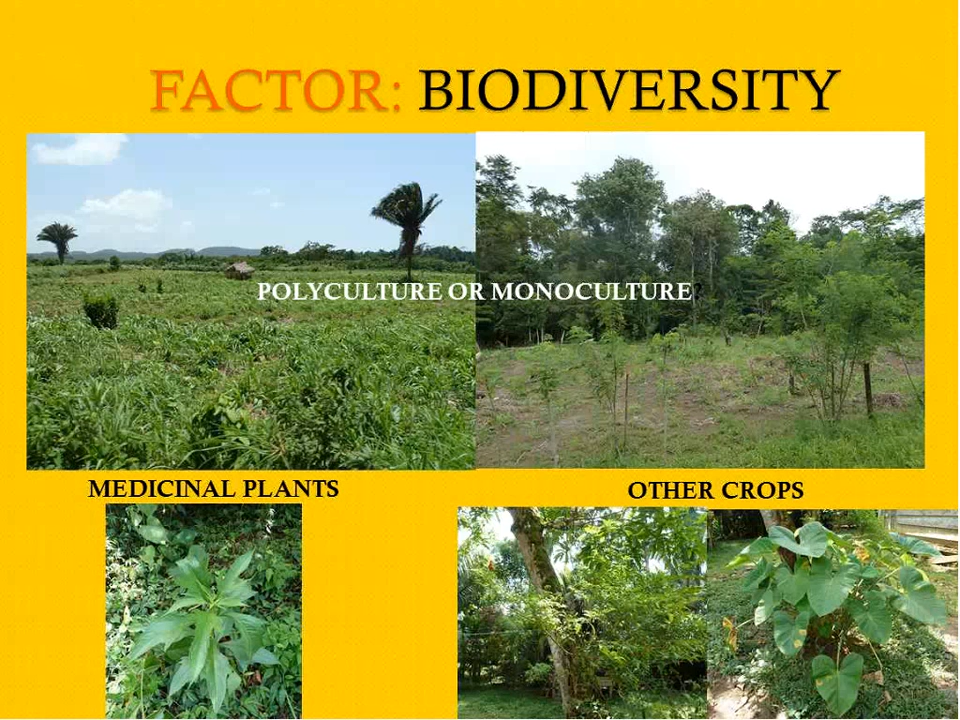 FACTOR: BIODIVERSITY
POLYCULTURE OR MONOCULTURE
MEDICINAL PLANTS
OTHER CROPS